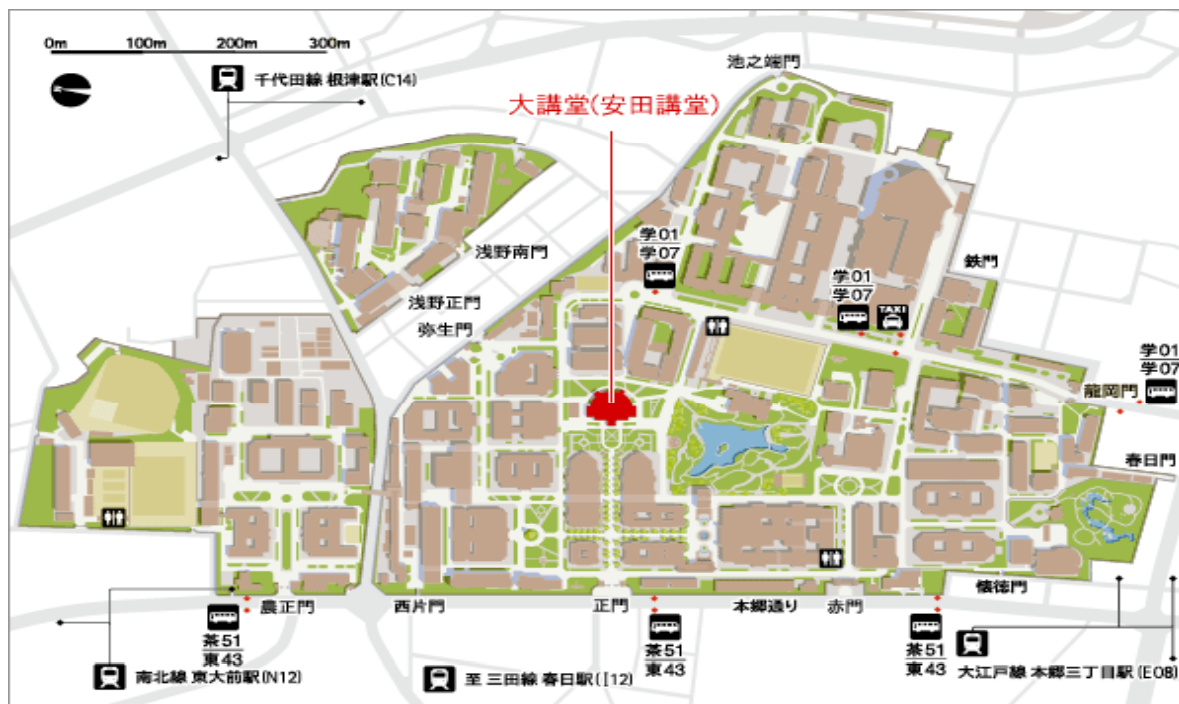 0m 100m 200m 300m
千代田線 根津駅(C14)
池之端門
大講堂(安田講堂)
学01
学07
浅野南門
浅野正門
弥生門
学01
学07
TAXI
鉄門
学01
学07
龍岡門
春日門
農正門
西片門
正門
本郷通り
赤門
懐徳門
茶51
東43
茶51
東43
茶51
東43
南北線 東大前駅(N12)
至 三田線 春日駅(I12)
大江戸線 本郷三丁目駅(E08)